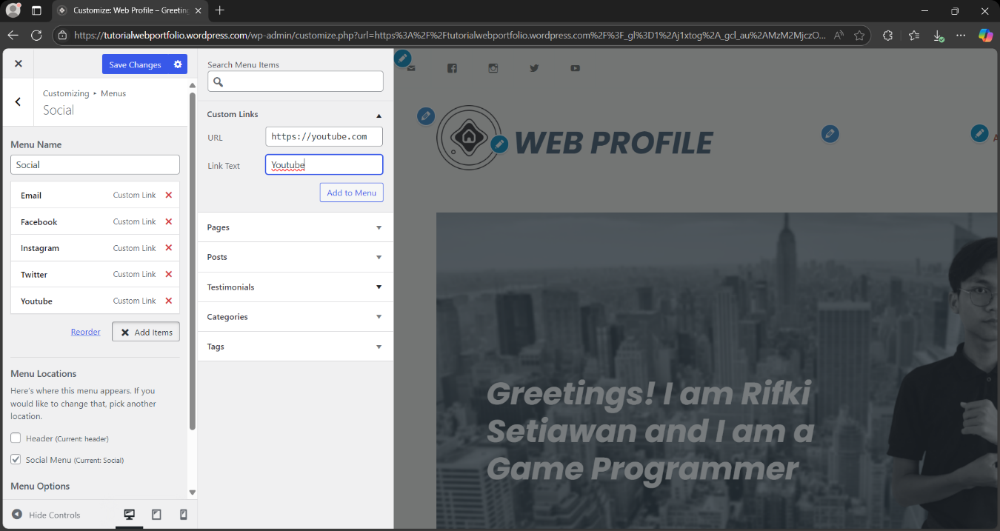 Customize: Web Profile – Greeting
https://tutorialwebportfolio.wordpress.com/wp-admin/customize.php?url=https%3A%2F%2Ftutorialwebportfolio.wordpress.com%2F%3F_gl%3D1%2Aj1xtog%2A_gcl_au%2AMzM2MjczO...
Save Changes
Customizing ▸ Menus
Social
Menu Name
Social
Email Custom Link
Facebook Custom Link
Instagram Custom Link
Twitter Custom Link
Youtube Custom Link
Reorder
Add Items
Menu Locations
Here's where this menu appears. If you
would like to change that, pick another
location.
Header (Current: header)
Social Menu (Current: Social)
Menu Options
Hide Controls
Search Menu Items
Custom Links
URL https://youtube.com
Link Text Youtube
Add to Menu
Pages
Posts
Testimonials
Categories
Tags
WEB PROFILE
Greetings! I am Rifki
Setiawan and I am a
Game Programmer